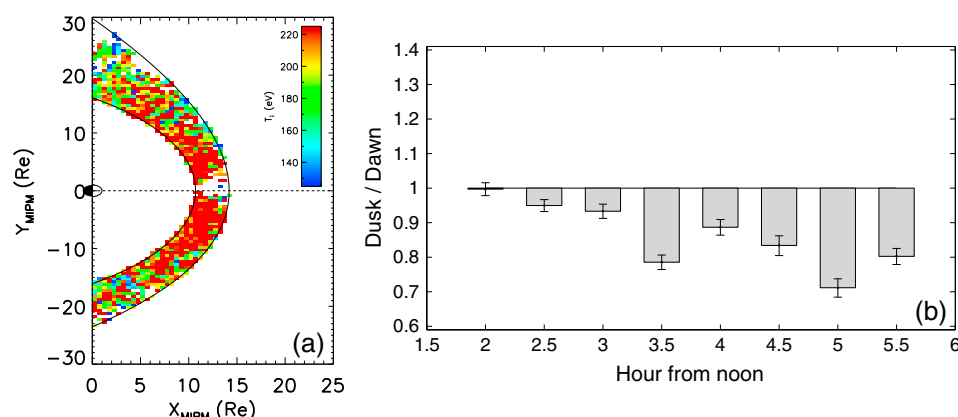 30
20
10
0
−10
−20
−30
Y_MIPM (Re)
220
200
180
160
140
T_i (eV)
(a)
0 5 10 15 20 25
X_MIPM (Re)
1.4
1.3
1.2
1.1
1
0.9
0.8
0.7
0.6
Dusk / Dawn
(b)
1.5 2 2.5 3 3.5 4 4.5 5 5.5 6
Hour from noon